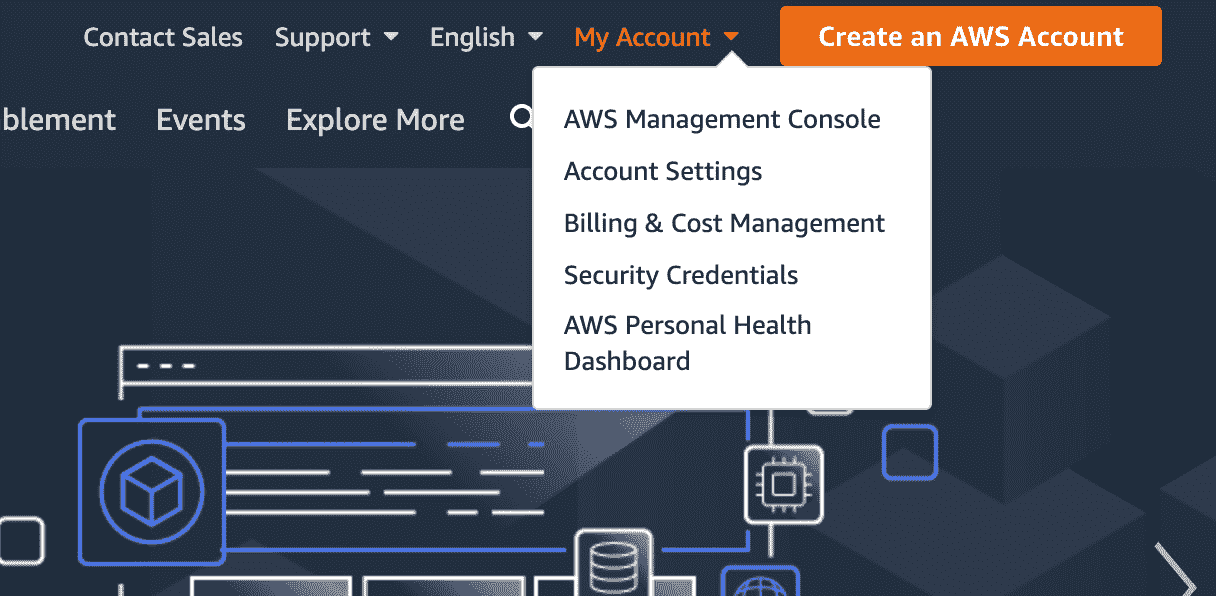 Contact Sales Support English My Account Create an AWS Account
blement Events Explore More
AWS Management Console
Account Settings
Billing & Cost Management
Security Credentials
AWS Personal Health
Dashboard